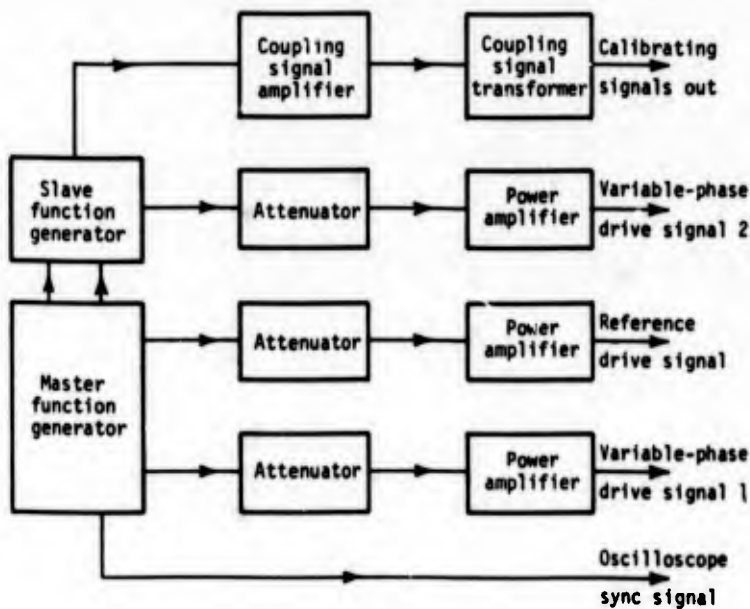 Coupling
signal
amplifier
Coupling
signal
transformer
Calibrating
signals out
Slave
function
generator
Attenuator
Power
amplifier
Variable-phase
drive signal 2
Master
function
generator
Attenuator
Power
amplifier
Reference
drive signal
Attenuator
Power
amplifier
Variable-phase
drive signal 1
Oscilloscope
sync signal